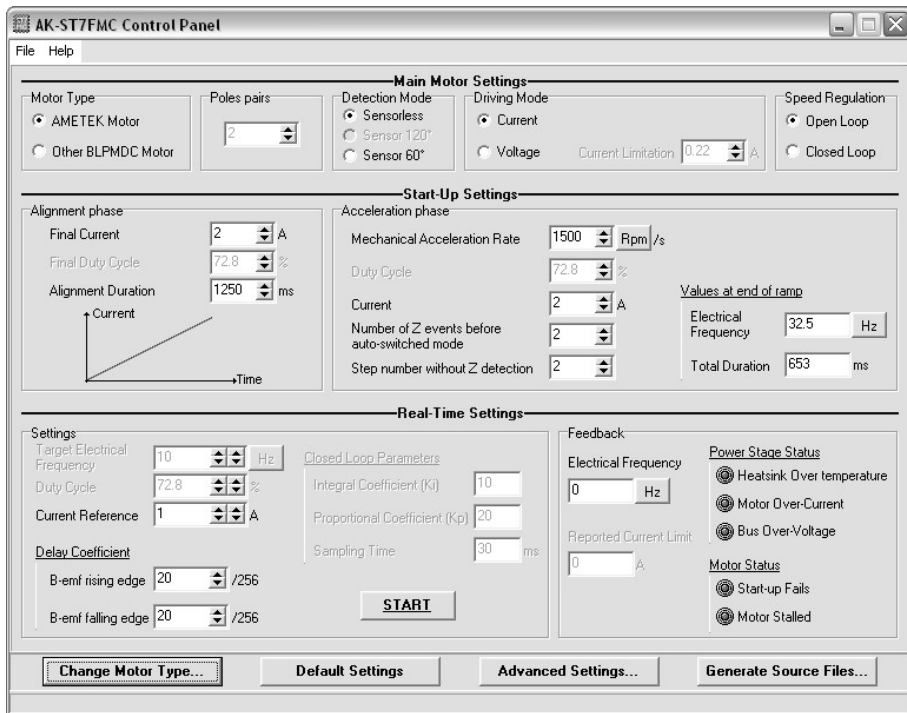 AK-ST7FMC Control Panel
File Help
Main Motor Settings
Motor Type
AMETEK Motor
Other BLPMDC Motor
Poles pairs
2
Detection Mode
Sensorless
Sensor 120°
Sensor 60°
Driving Mode
Current
Voltage
Current Limitation 0.22 A
Speed Regulation
Open Loop
Closed Loop
Start-Up Settings
Alignment phase
Final Current 2 A
Final Duty Cycle 72.8 %
Alignment Duration 1250 ms
Current
Time
Acceleration phase
Mechanical Acceleration Rate 1500 Rpm /s
Duty Cycle 72.8 %
Current 2 A
Number of Z events before
auto-switched mode 2
Step number without Z detection 2
Values at end of ramp
Electrical
Frequency 32.5 Hz
Total Duration 653 ms
Real-Time Settings
Settings
Target Electrical
Frequency 10 Hz
Duty Cycle 72.8 %
Current Reference 1 A
Delay Coefficient
B-emf rising edge 20 /256
B-emf falling edge 20 /256
Closed Loop Parameters
Integral Coefficient (Ki) 10
Proportional Coefficient (Kp) 20
Sampling Time 30 ms
START
Feedback
Electrical Frequency
0 Hz
Reported Current Limit
0 A
Power Stage Status
Heatsink Over temperature
Motor Over-Current
Bus Over-Voltage
Motor Status
Start-up Fails
Motor Stalled
Change Motor Type...
Default Settings
Advanced Settings...
Generate Source Files...